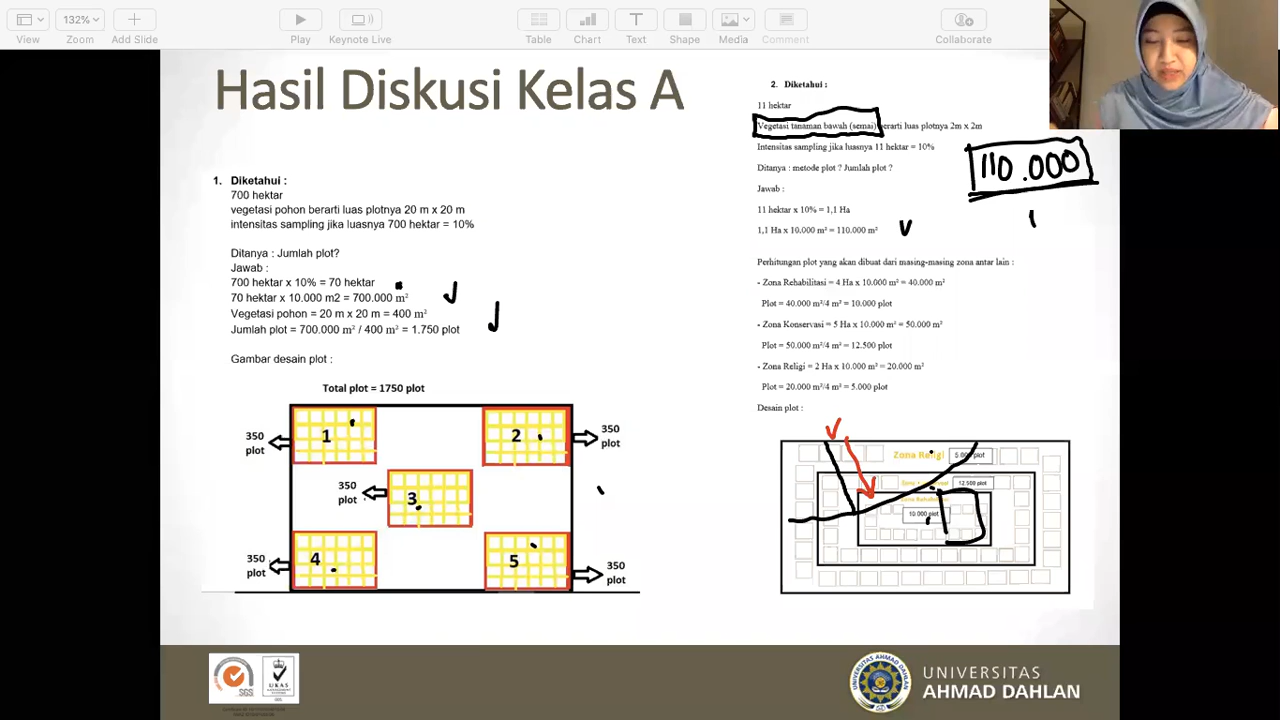 132%
View
Zoom
Add Slide
Play
Keynote Live
Table
Chart
Text
Shape
Media
Comment
Collaborate
Hasil Diskusi Kelas A
1. Diketahui :
700 hektar
vegetasi pohon berarti luas plotnya 20 m x 20 m
intensitas sampling jika luasnya 700 hektar = 10%
Ditanya : Jumlah plot?
Jawab :
700 hektar x 10% = 70 hektar
70 hektar x 10.000 m2 = 700.000 m²
Vegetasi pohon = 20 m x 20 m = 400 m²
Jumlah plot = 700.000 m² / 400 m² = 1.750 plot
Gambar desain plot :
Total plot = 1750 plot
350 plot
1
2
350 plot
350 plot
3
350 plot
4
5
350 plot
2. Diketahui :
11 hektar
Vegetasi tanaman bawah (semai) berarti luas plotnya 2m x 2m
Intensitas sampling jika luasnya 11 hektar = 10%
Ditanya : metode plot ? Jumlah plot ?
110.000
Jawab :
11 hektar x 10% = 1,1 Ha
1,1 Ha x 10.000 m² = 110.000 m²
Perhitungan plot yang akan dibuat dari masing-masing zona antar lain :
- Zona Rehabilitasi = 4 Ha x 10.000 m² = 40.000 m²
Plot = 40.000 m²/4 m² = 10.000 plot
- Zona Konservasi = 5 Ha x 10.000 m² = 50.000 m²
Plot = 50.000 m²/4 m² = 12.500 plot
- Zona Religi = 2 Ha x 10.000 m² = 20.000 m²
Plot = 20.000 m²/4 m² = 5.000 plot
Desain plot :
Zona Religi
5.000 plot
12.500 plot
10.000 plot
SGS
UKAS
UNIVERSITAS
AHMAD DAHLAN